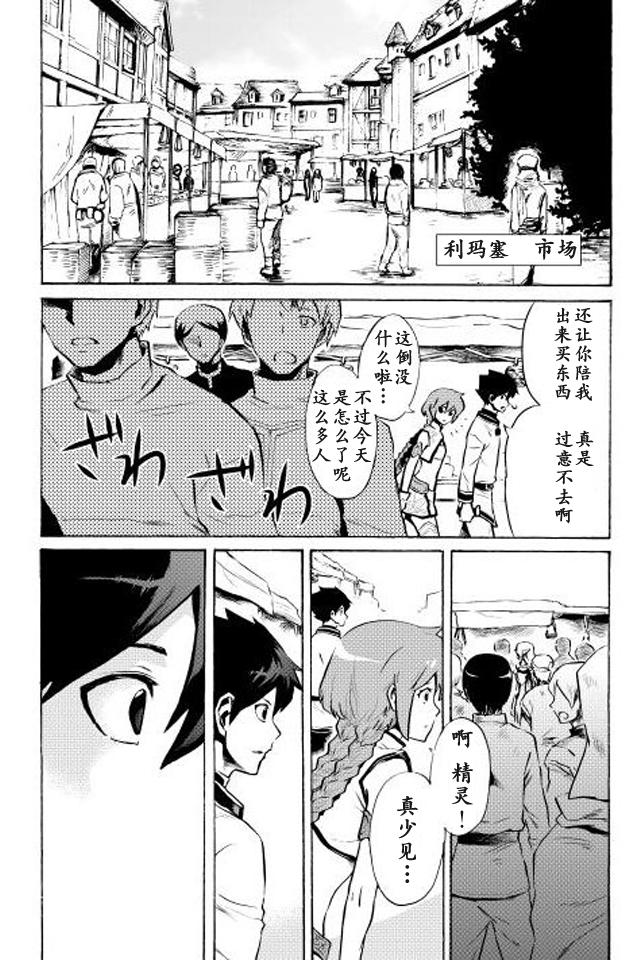 利玛塞 市场
还让你陪我
出来买东西
真是
过意不去啊
这倒没
什么啦…
不过今天
是怎么了呢
这么多人
ざわ
ざわ
啊 精灵！
真少见…